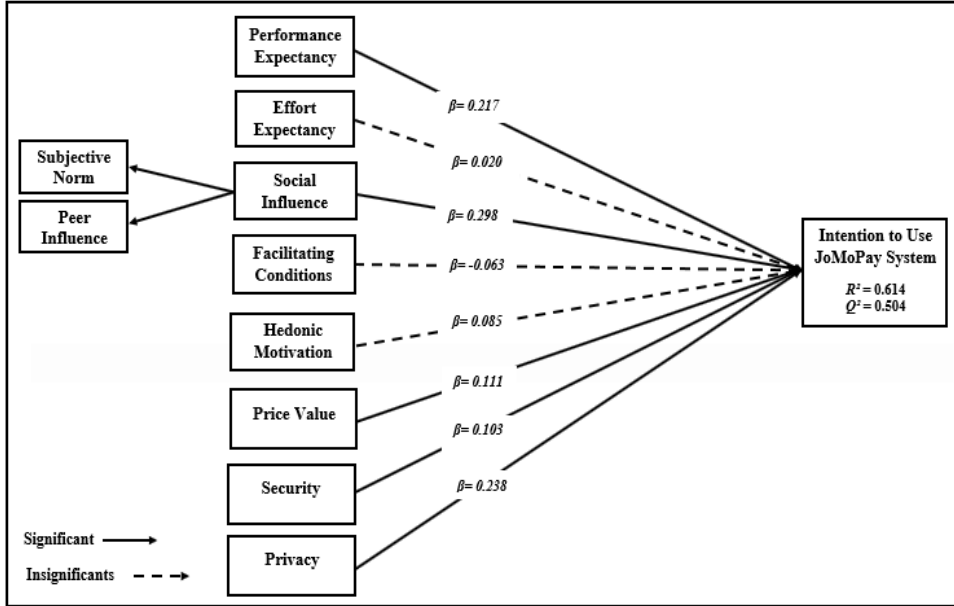 Performance
Expectancy
β= 0.217
Effort
Expectancy
β= 0.020
Subjective
Norm
Social
Influence
β= 0.298
Peer
Influence
Intention to Use
JoMoPay System
R² = 0.614
Q² = 0.504
Facilitating
Conditions
β= -0.063
Hedonic
Motivation
β= 0.085
Price Value
β= 0.111
Security
β= 0.103
Privacy
β= 0.238
Significant
Insignificants